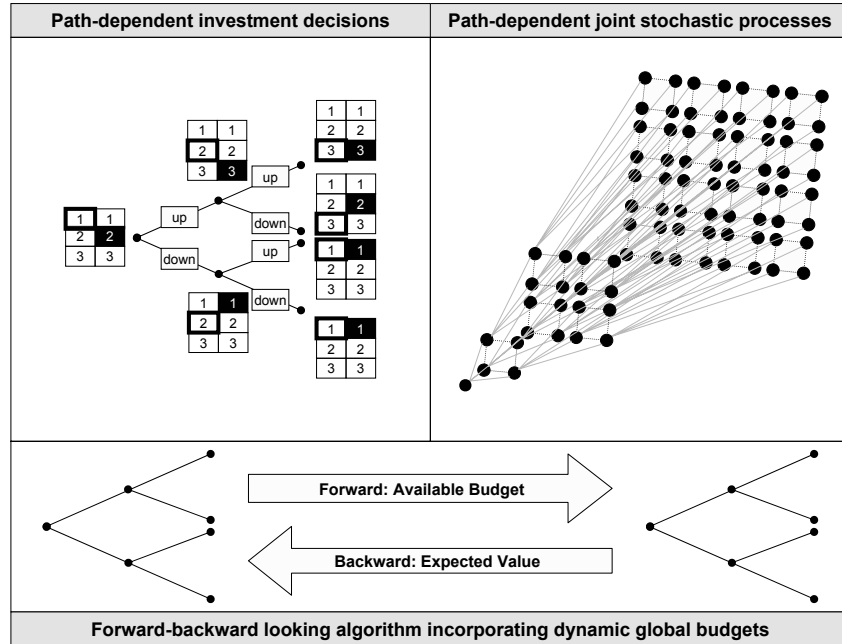 Path-dependent investment decisions
Path-dependent joint stochastic processes
1 1
2 2
3 3
1 1
2 2
3 3
up
up
down
1 1
2 2
3 3
1 1
2 2
3 3
down
up
down
1 1
2 2
3 3
1 1
2 2
3 3
1 1
2 2
3 3
Forward: Available Budget
Backward: Expected Value
Forward-backward looking algorithm incorporating dynamic global budgets